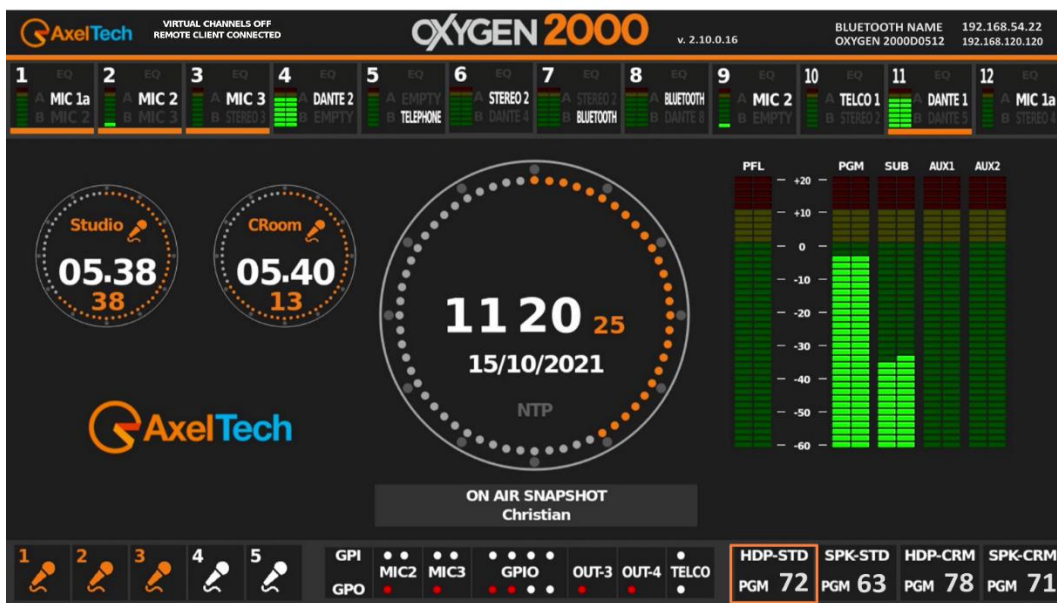 AxelTech
VIRTUAL CHANNELS OFF
REMOTE CLIENT CONNECTED
OXYGEN 2000
v. 2.10.0.16
BLUETOOTH NAME 192.168.54.22
OXYGEN 2000D0512 192.168.120.120
1 EQ
A MIC 1a
B MIC 2
2 EQ
A MIC 2
B MIC 3
3 EQ
A MIC 3
B STEREO 3
4 EQ
A DANTE 2
B EMPTY
5 EQ
A EMPTY
B TELEPHONE
6 EQ
A STEREO 2
B DANTE 4
7 EQ
A STEREO 2
B BLUETOOTH
8 EQ
A BLUETOOTH
B DANTE 8
9 EQ
A MIC 2
B EMPTY
10 EQ
A TELCO 1
B STEREO 2
11 EQ
A DANTE 1
B DANTE 5
12 EQ
A MIC 1a
B STEREO 4
Studio
05.38
38
CRoom
05.40
13
11 20 25
15/10/2021
NTP
AxelTech
ON AIR SNAPSHOT
Christian
PFL PGM SUB AUX1 AUX2
+20
+10
0
-10
-20
-30
-40
-50
-60
1 2 3 4 5
GPI
MIC2 MIC3 GPIO OUT-3 OUT-4 TELCO
GPO
HDP-STD SPK-STD HDP-CRM SPK-CRM
PGM 72 PGM 63 PGM 78 PGM 71